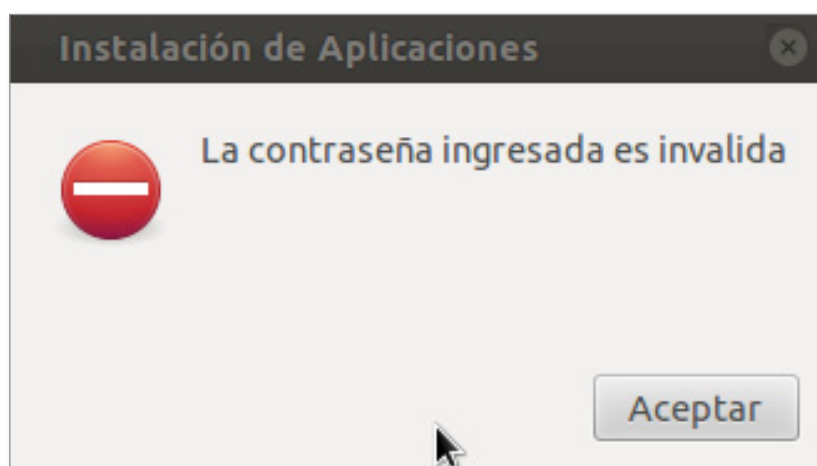 Instalación de Aplicaciones
La contraseña ingresada es invalida
Aceptar